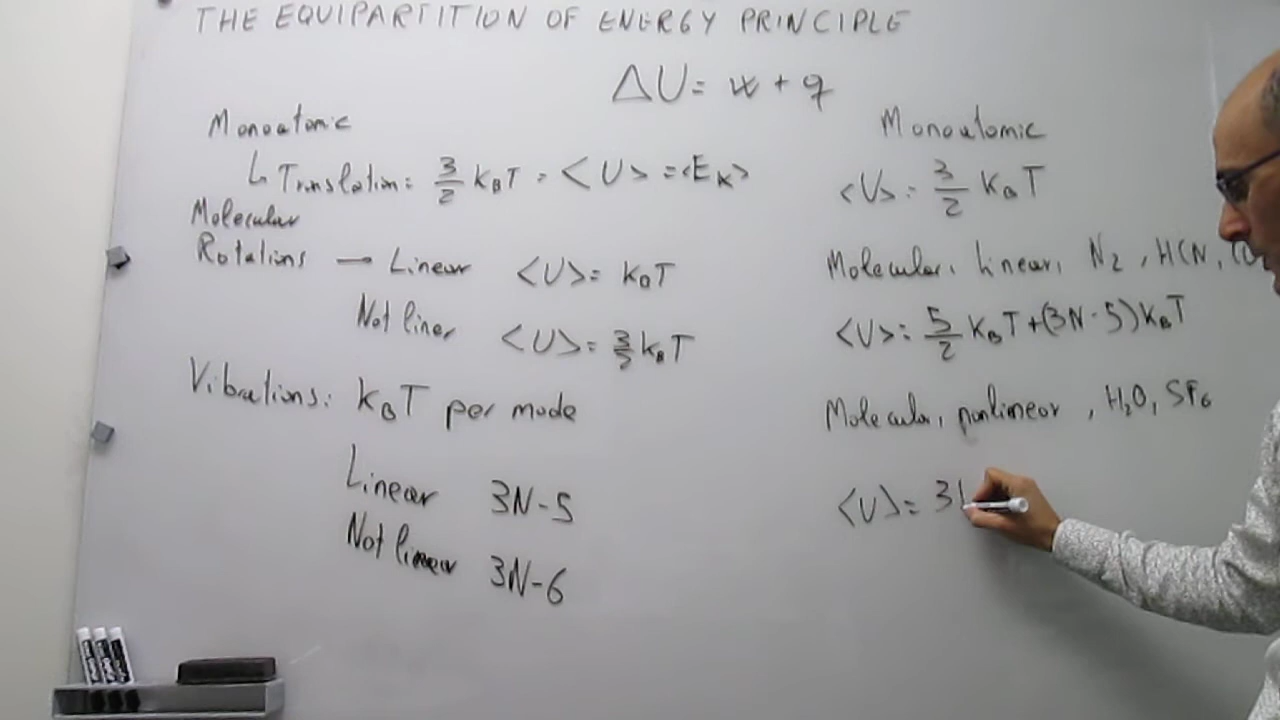 THE EQUIPARTITION OF ENERGY PRINCIPLE
ΔU = w + q
Monoatomic
↳ Translation: 3/2 KBT = <U> = <EK>
Molecular
Rotations — Linear <U> = KBT
Not liner <U> = 3/2 KBT
Vibrations: KBT per mode
Linear 3N-5
Not linear 3N-6
Monoatomic
<U> = 3/2 KBT
Molecular, linear, N2, HCN,
<U> = 5/2 KBT + (3N-5) KBT
Molecular, nonlinear, H2O, SF6
<U> = 3